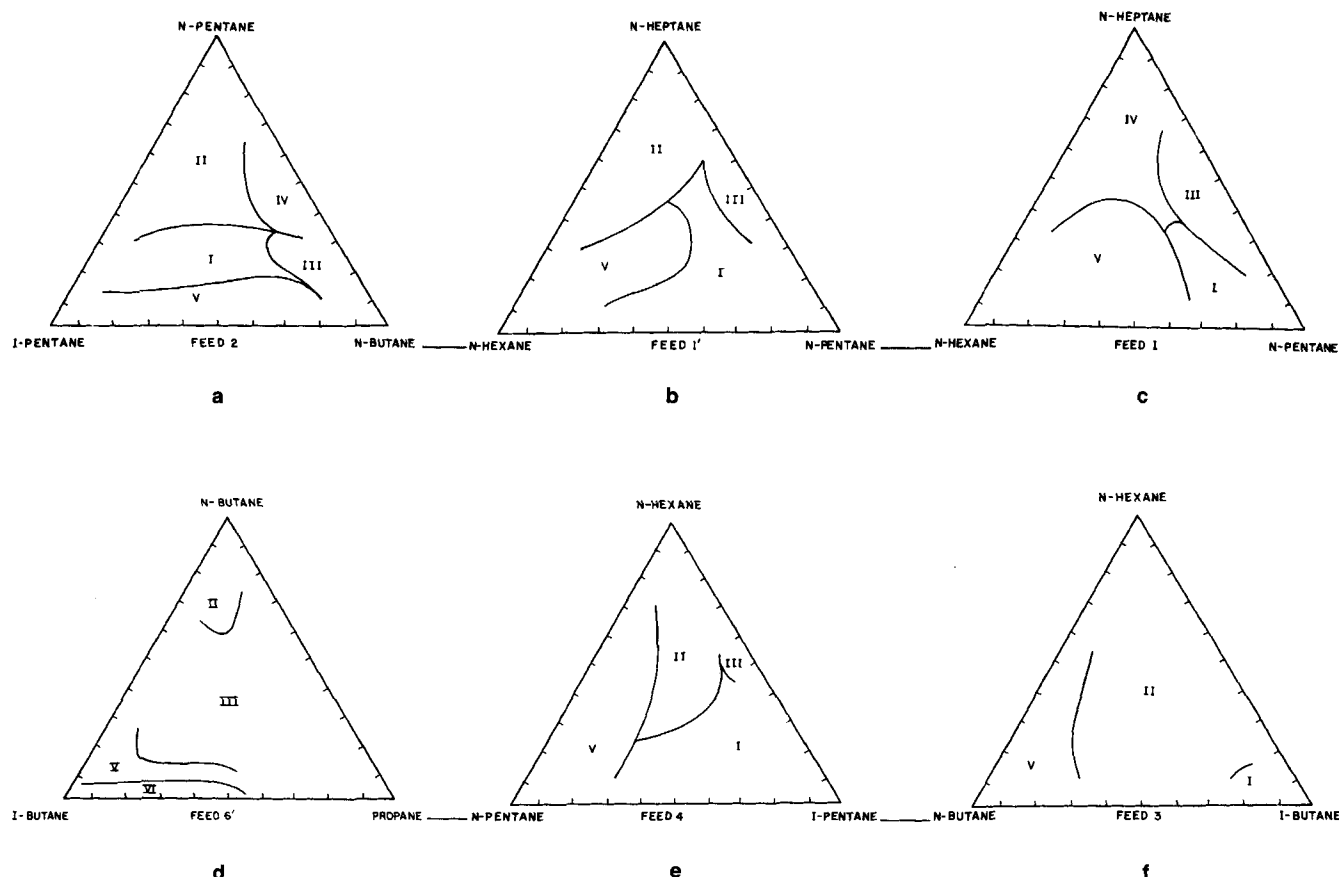 N-PENTANE
II
IV
I
III
V
I-PENTANE FEED 2 N-BUTANE
a
N-HEPTANE
II
III
V
I
N-HEXANE FEED 1' N-PENTANE
b
N-HEPTANE
IV
III
V
I
N-HEXANE FEED 1 N-PENTANE
c
N-BUTANE
II
III
V
VI
I-BUTANE FEED 6' PROPANE
d
N-HEXANE
II
III
V
I
N-PENTANE FEED 4 I-PENTANE
e
N-HEXANE
II
V
I
N-BUTANE FEED 3 I-BUTANE
f